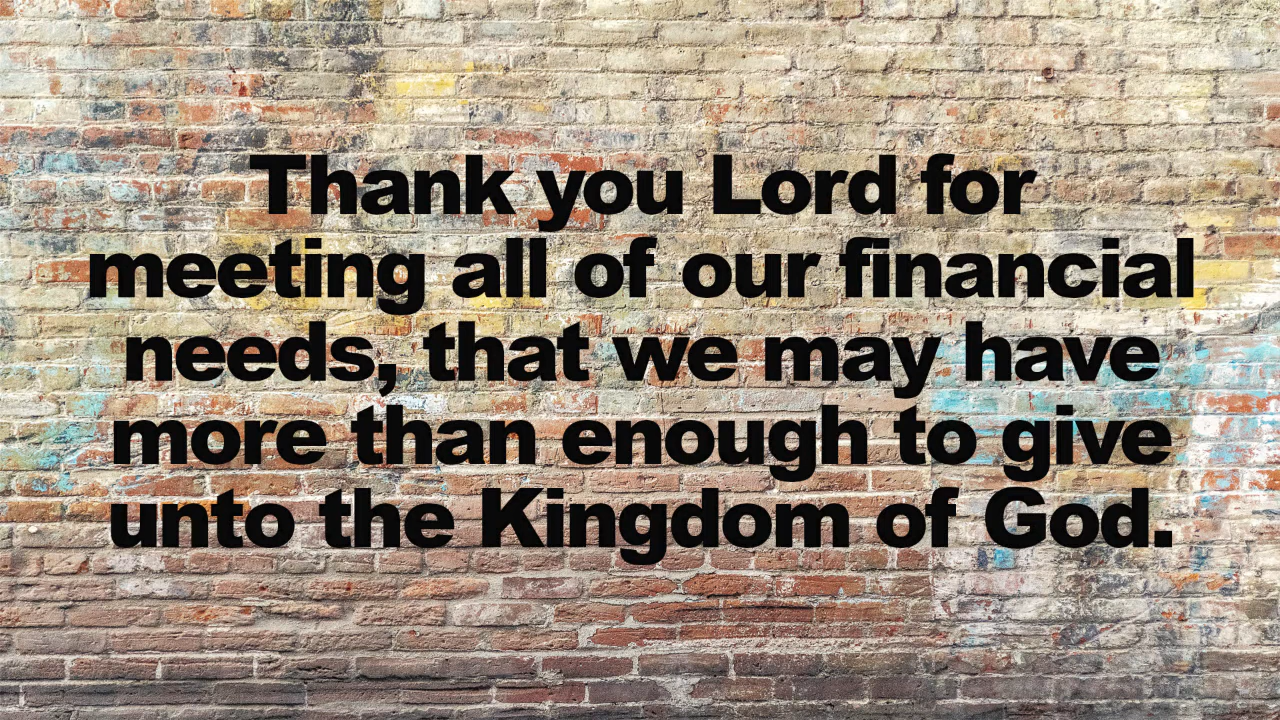 Thank you Lord for
meeting all of our financial
needs, that we may have
more than enough to give
unto the Kingdom of God.